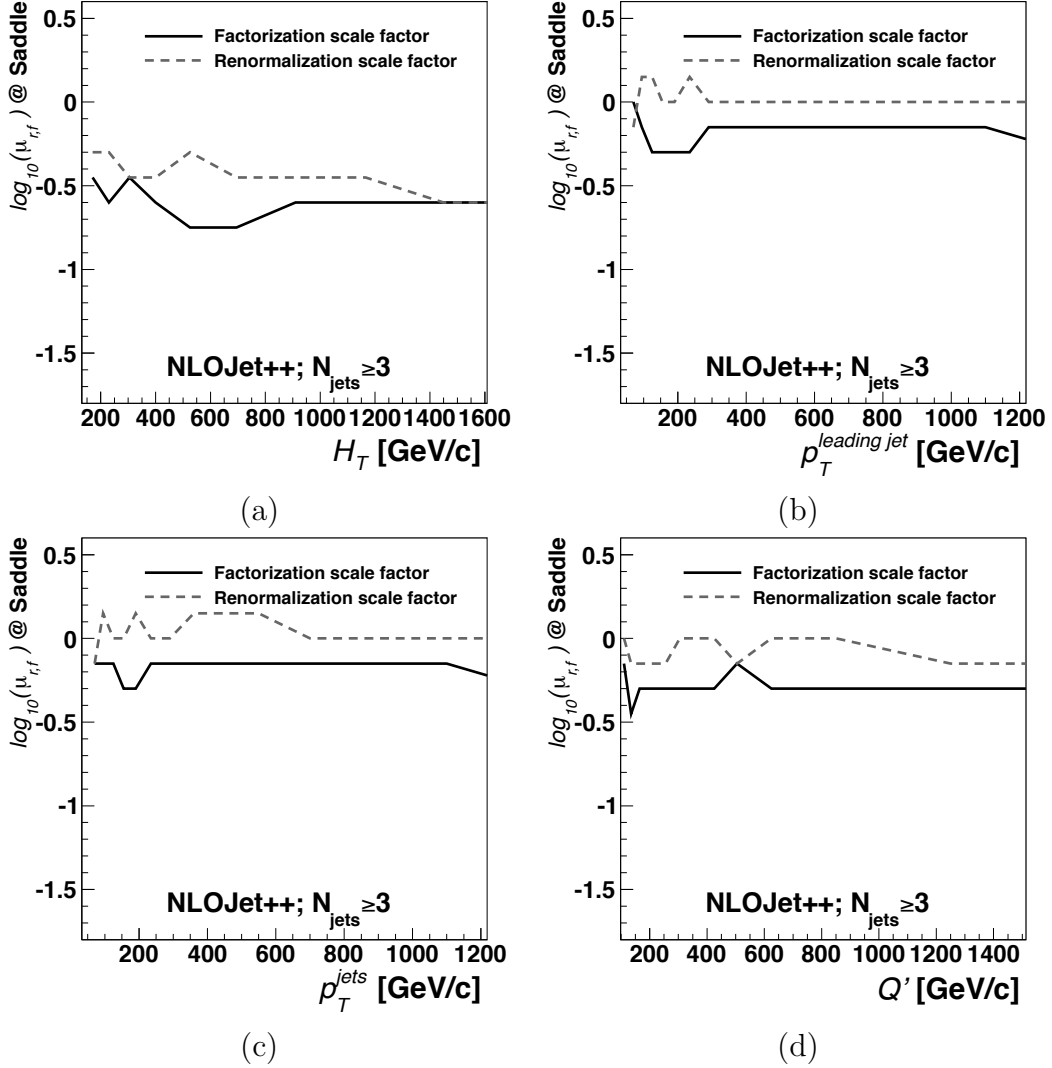 log10(μr,f) @ Saddle
0.5
0
-0.5
-1
-1.5
Factorization scale factor
Renormalization scale factor
NLOJet++; Njets≥3
200 400 600 800 1000 1200 1400 1600
HT [GeV/c]
(a)
log10(μr,f) @ Saddle
0.5
0
-0.5
-1
-1.5
Factorization scale factor
Renormalization scale factor
NLOJet++; Njets≥3
200 400 600 800 1000 1200
pTleading jet [GeV/c]
(b)
log10(μr,f) @ Saddle
0.5
0
-0.5
-1
-1.5
Factorization scale factor
Renormalization scale factor
NLOJet++; Njets≥3
200 400 600 800 1000 1200
pTjets [GeV/c]
(c)
log10(μr,f) @ Saddle
0.5
0
-0.5
-1
-1.5
Factorization scale factor
Renormalization scale factor
NLOJet++; Njets≥3
200 400 600 800 1000 1200 1400
Q' [GeV/c]
(d)